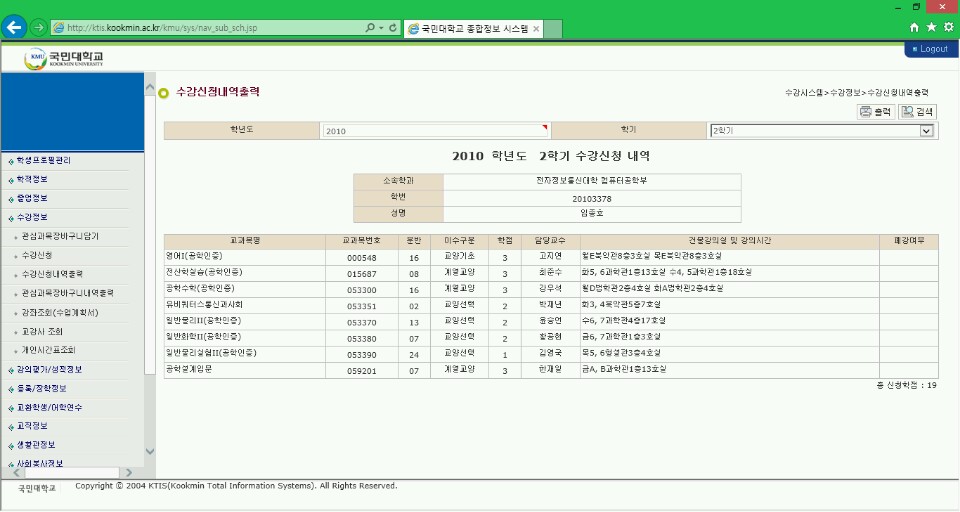 http://ktis.kookmin.ac.kr/kmu/sys/nav_sub_sch.jsp
국민대학교 종합정보 시스템
KMU 국민대학교
KOOKMIN UNIVERSITY
Logout
수강신청내역출력
수강시스템>수강정보>수강신청내역출력
출력 검색
학년도 2010 학기 2학기
2010 학년도 2학기 수강신청 내역
소속학과 전자정보통신대학 컴퓨터공학부
학번 20103378
성명 임종호
교과목명 교과목번호 분반 이수구분 학점 담당교수 건물강의실 및 강의시간 폐강여부
영어I(공학인증) 000548 16 교양기초 3 고지연 월E북악관8층3호실 목E북악관8층3호실
전산학실습(공학인증) 015687 08 계열교양 3 최준수 화5, 6과학관1층13호실 수4, 5과학관1층18호실
공학수학(공학인증) 053300 16 계열교양 3 강우석 월D법학관2층4호실 화A법학관2층4호실
유비쿼터스통신과사회 053351 02 교양선택 2 박재년 화3, 4북악관5층7호실
일반물리II(공학인증) 053370 13 교양선택 2 윤승연 수6, 7과학관4층17호실
일반화학II(공학인증) 053380 07 교양선택 2 황공현 금6, 7과학관1층3호실
일반물리실험II(공학인증) 053390 24 교양선택 1 김영국 목5, 6형설관3층4호실
공학설계입문 059201 07 계열교양 3 금A, B과학관1층13호실
총 신청학점 : 19
학생프로필관리
학적정보
졸업정보
수강정보
관심과목장바구니담기
수강신청
수강신청내역출력
관심과목장바구니내역출력
강좌조회(수업계획서)
교강사 조회
개인시간표조회
강의평가/성적정보
등록/장학정보
교환학생/어학연수
교직정보
생활관정보
사회봉사정보
국민대학교 Copyright © 2004 KTIS(Kookmin Total Information Systems). All Rights Reserved.